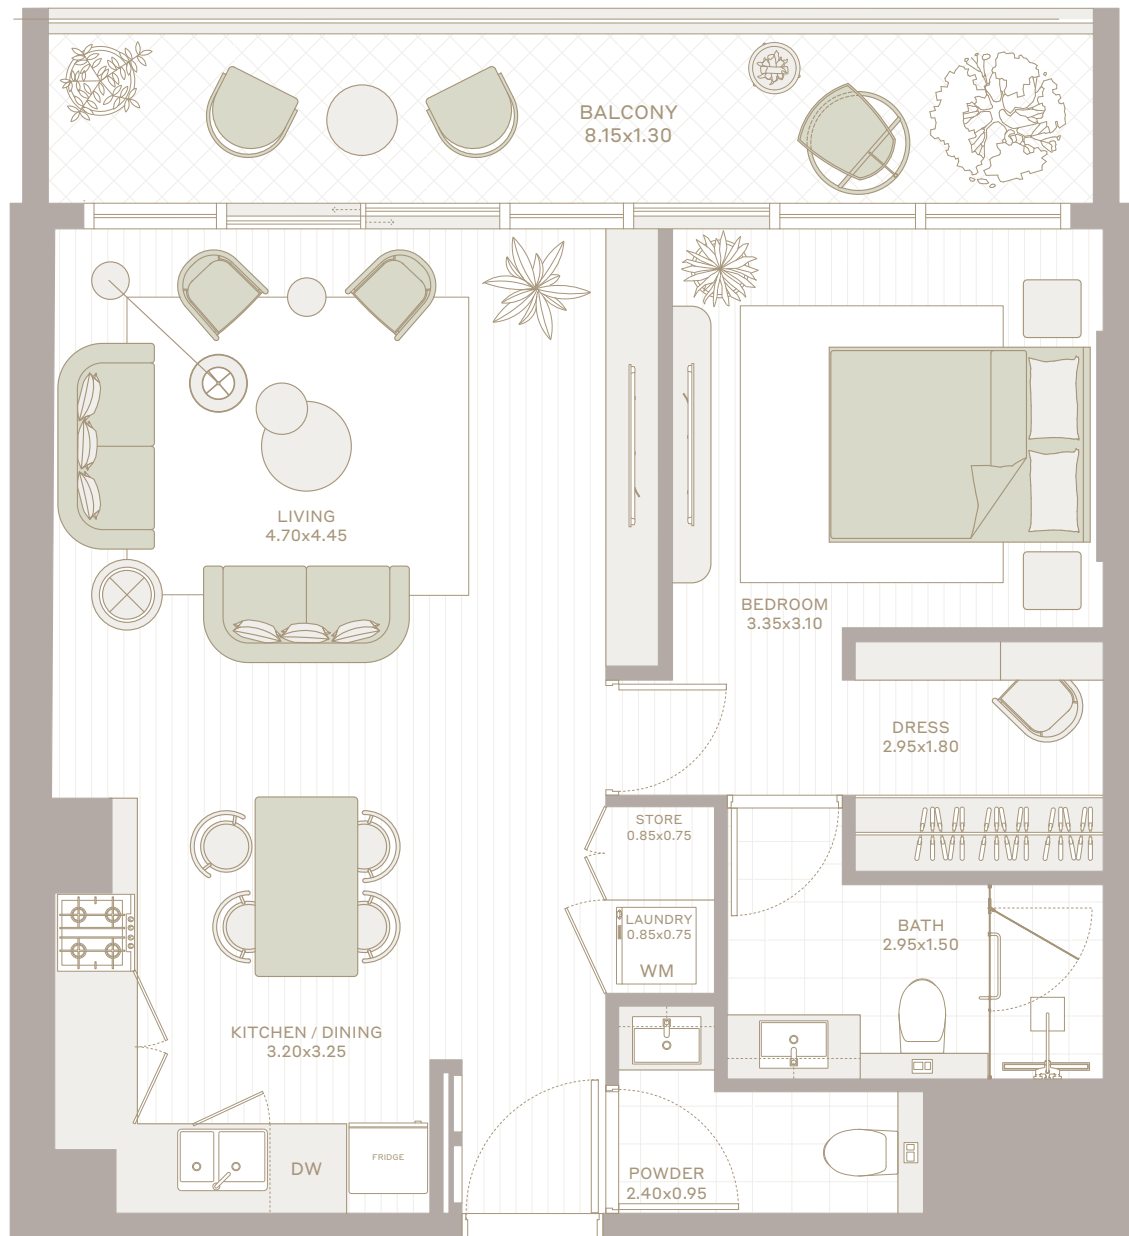 BALCONY
8.15x1.30
LIVING
4.70x4.45
BEDROOM
3.35x3.10
DRESS
2.95x1.80
STORE
0.85x0.75
LAUNDRY
0.85x0.75
WM
BATH
2.95x1.50
KITCHEN / DINING
3.20x3.25
DW
FRIDGE
POWDER
2.40x0.95